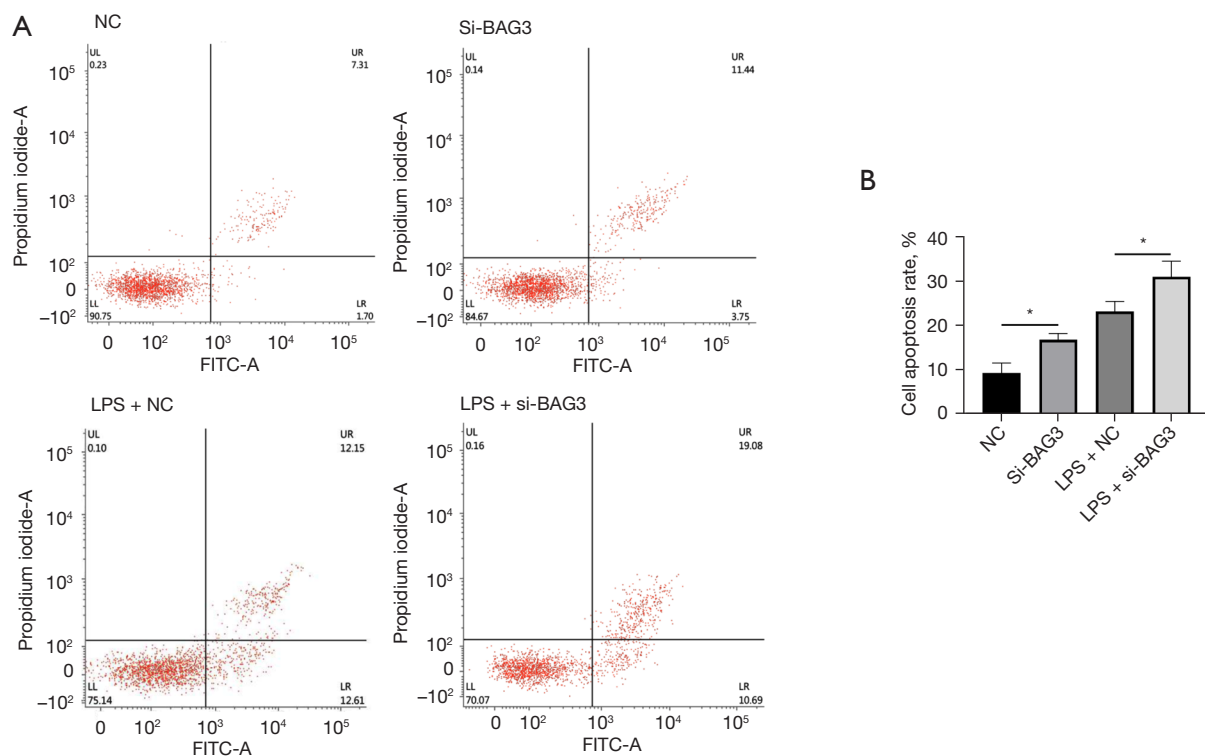 A
NC
UL
0.23
UR
7.31
10⁵
10⁴
10³
10²
0
–10²
LL
90.75
LR
1.70
0
10²
10³
10⁴
10⁵
Propidium iodide-A
FITC-A
Si-BAG3
UL
0.14
UR
11.44
10⁵
10⁴
10³
10²
0
–10²
LL
84.67
LR
3.75
0
10²
10³
10⁴
10⁵
Propidium iodide-A
FITC-A
LPS + NC
UL
0.10
UR
12.15
10⁵
10⁴
10³
10²
0
–10²
LL
75.14
LR
12.61
0
10²
10³
10⁴
10⁵
Propidium iodide-A
FITC-A
LPS + si-BAG3
UL
0.16
UR
19.08
10⁵
10⁴
10³
10²
0
–10²
LL
70.07
LR
10.69
0
10²
10³
10⁴
10⁵
Propidium iodide-A
FITC-A
B
Cell apoptosis rate, %
40
30
20
10
0
*
*
NC
Si-BAG3
LPS + NC
LPS + si-BAG3